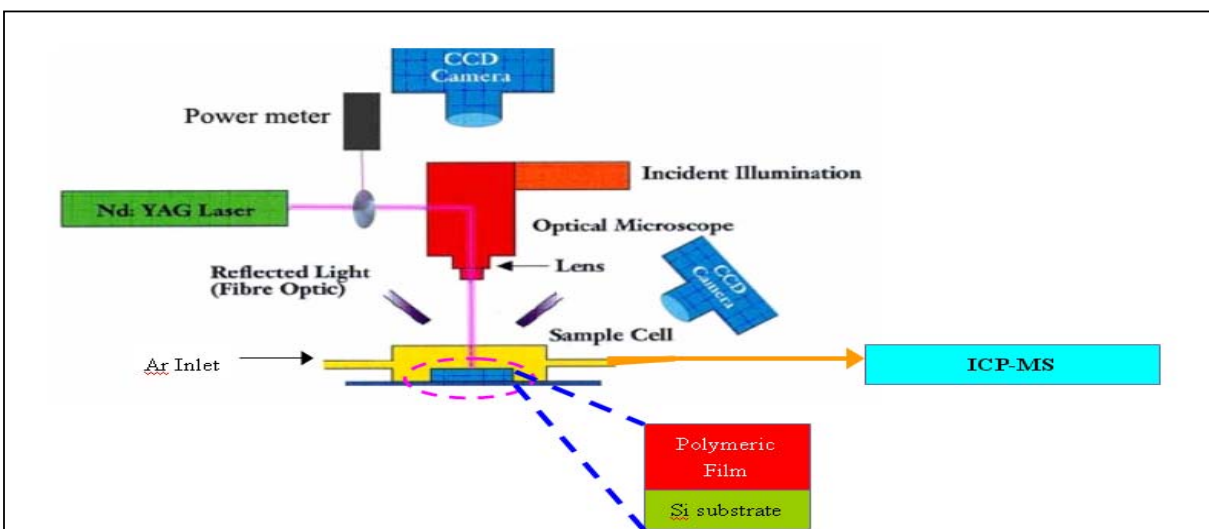 CCD
Camera
Power meter
Incident Illumination
Nd: YAG Laser
Optical Microscope
Lens
Reflected Light
(Fibre Optic)
CCD
Camera
Sample Cell
Ar Inlet
ICP-MS
Polymeric
Film
Si substrate